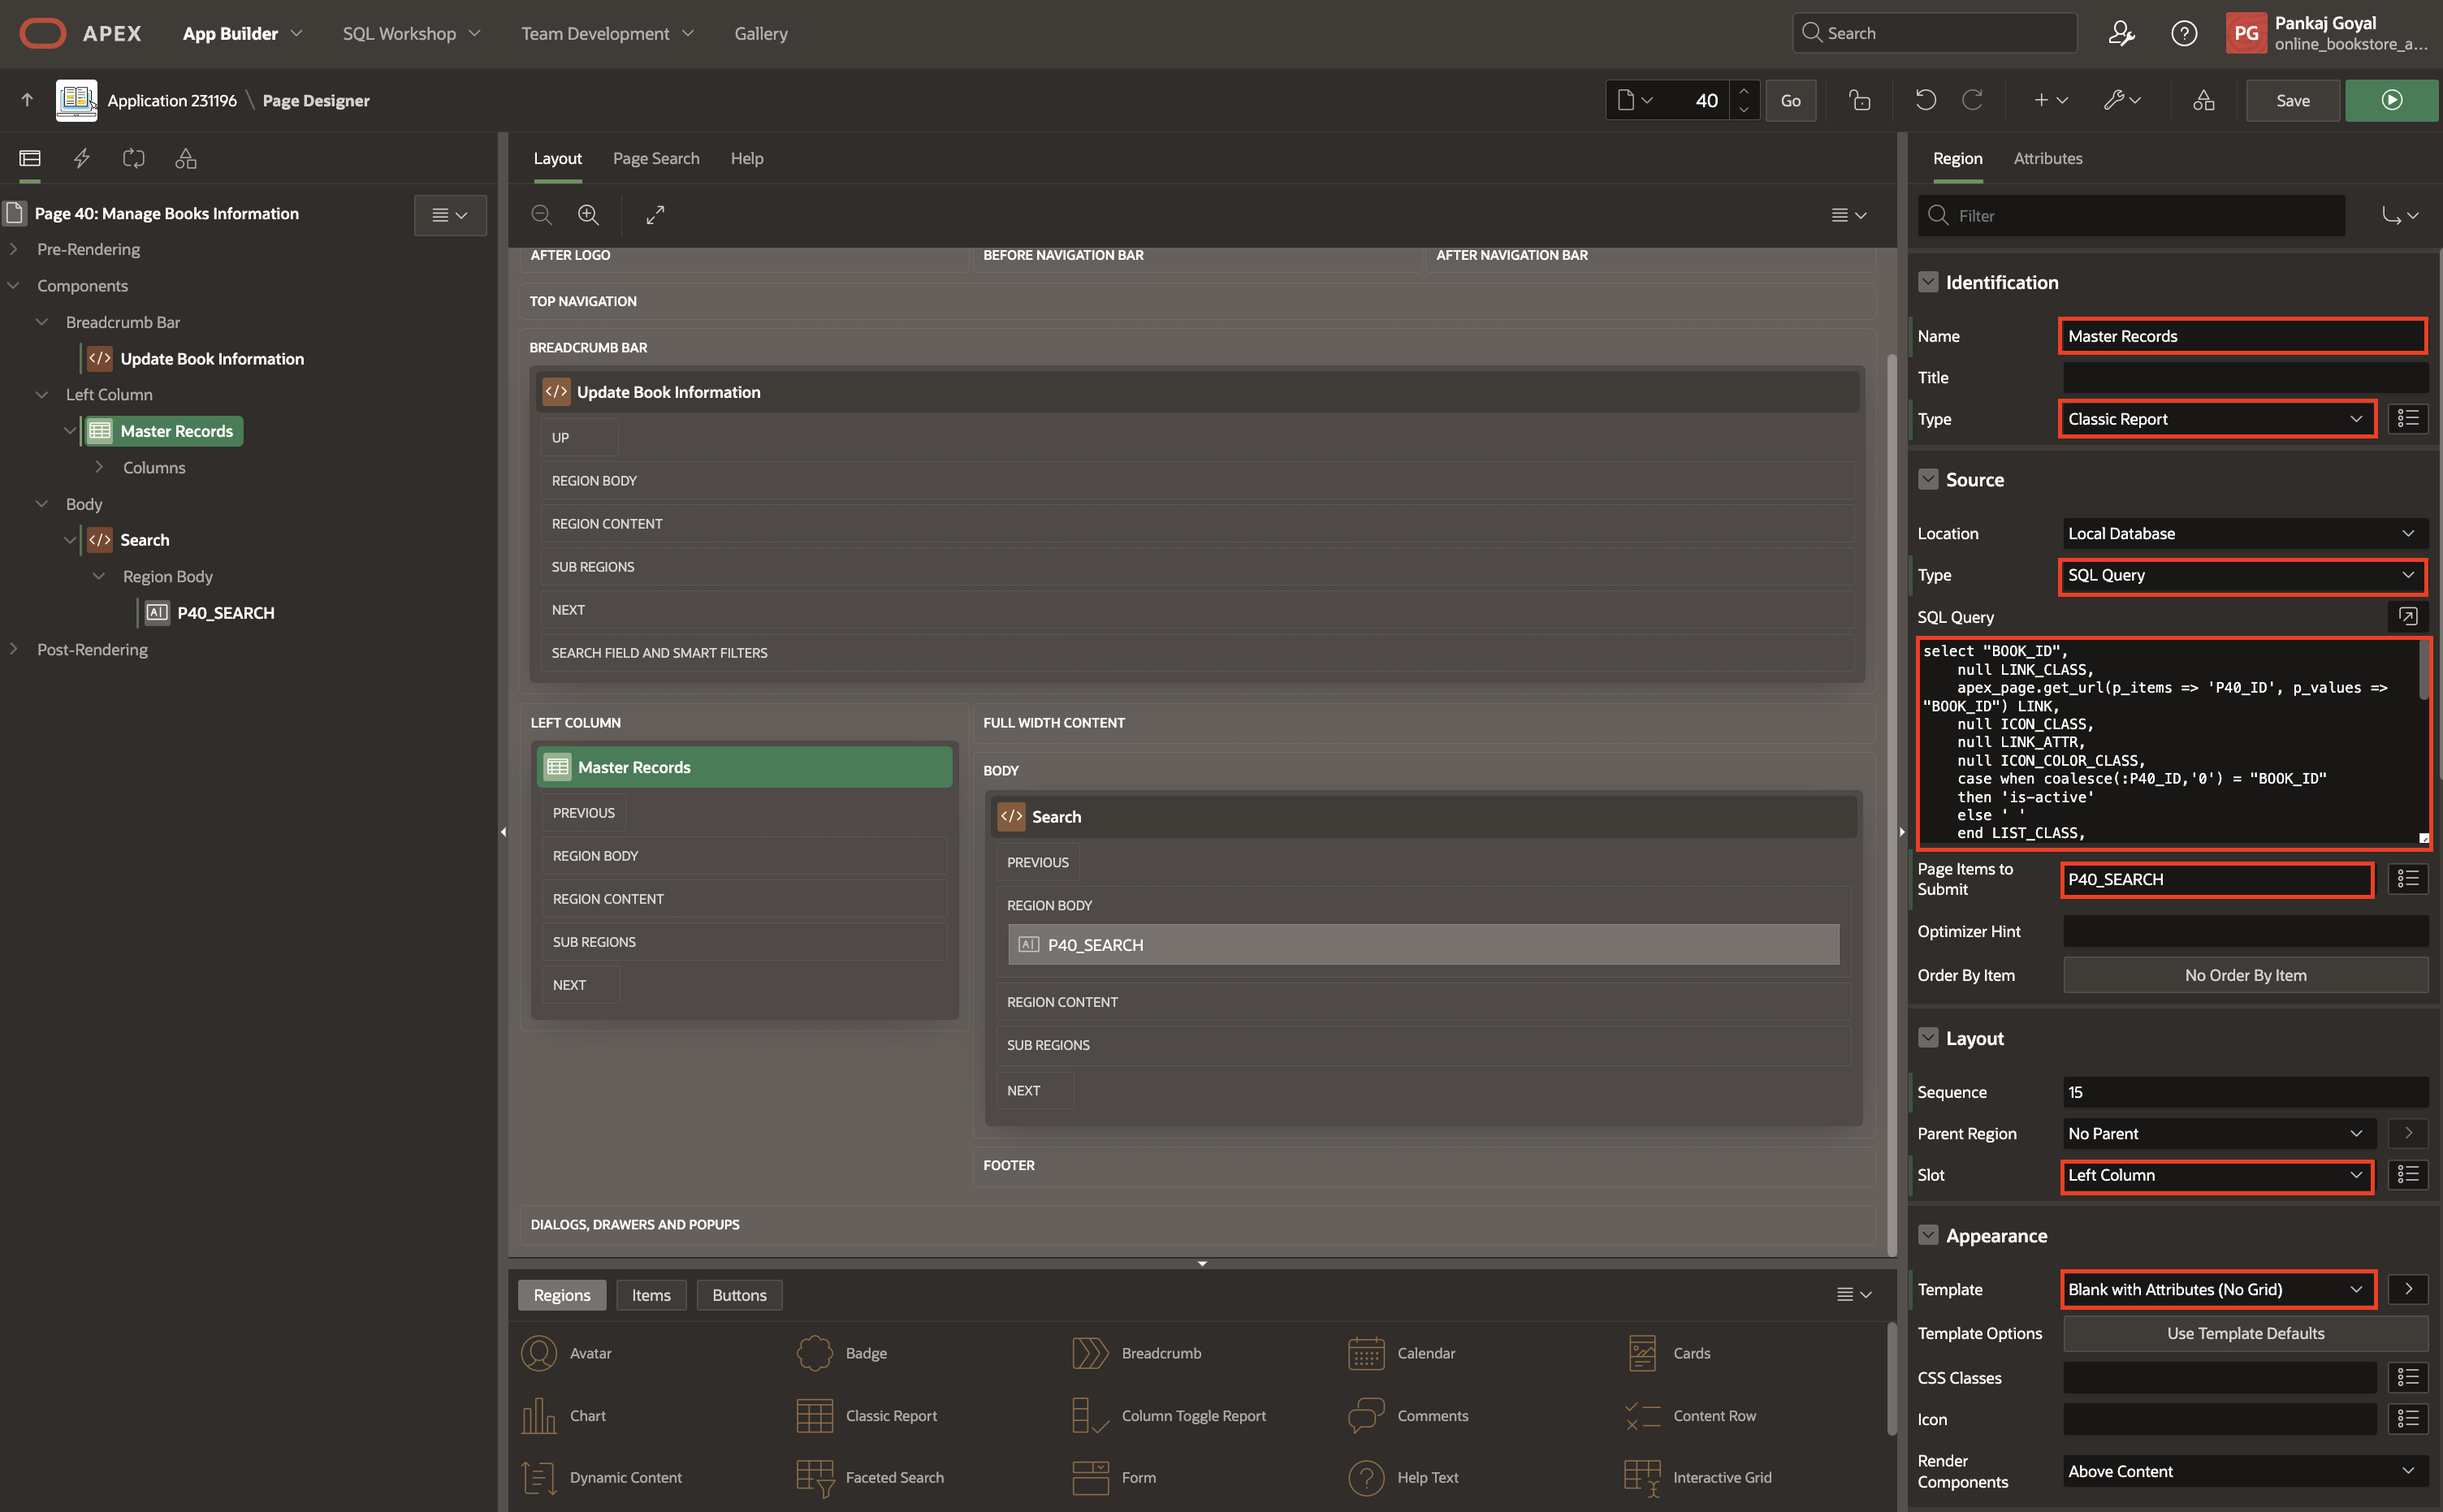 APEX
App Builder
SQL Workshop
Team Development
Gallery
Search
PG
Pankaj Goyal
online_bookstore_a...
Application 231196 \ Page Designer
40
Go
Save
Page 40: Manage Books Information
Pre-Rendering
Components
Breadcrumb Bar
</> Update Book Information
Left Column
Master Records
Columns
Body
</> Search
Region Body
AI P40_SEARCH
Post-Rendering
Layout
Page Search
Help
AFTER LOGO
BEFORE NAVIGATION BAR
AFTER NAVIGATION BAR
TOP NAVIGATION
BREADCRUMB BAR
</> Update Book Information
UP
REGION BODY
REGION CONTENT
SUB REGIONS
NEXT
SEARCH FIELD AND SMART FILTERS
LEFT COLUMN
Master Records
PREVIOUS
REGION BODY
REGION CONTENT
SUB REGIONS
NEXT
FULL WIDTH CONTENT
BODY
</> Search
PREVIOUS
REGION BODY
AI P40_SEARCH
REGION CONTENT
SUB REGIONS
NEXT
FOOTER
DIALOGS, DRAWERS AND POPUPS
Regions
Items
Buttons
Avatar
Badge
Breadcrumb
Calendar
Cards
Chart
Classic Report
Column Toggle Report
Comments
Content Row
Dynamic Content
Faceted Search
Form
Help Text
Interactive Grid
Region
Attributes
Filter
Identification
Name
Master Records
Title
Type
Classic Report
Source
Location
Local Database
Type
SQL Query
SQL Query
select "BOOK_ID",
null LINK_CLASS,
apex_page.get_url(p_items => 'P40_ID', p_values =>
"BOOK_ID") LINK,
null ICON_CLASS,
null LINK_ATTR,
null ICON_COLOR_CLASS,
case when coalesce(:P40_ID,'0') = "BOOK_ID"
then 'is-active'
else ' '
end LIST_CLASS,
Page Items to
Submit
P40_SEARCH
Optimizer Hint
Order By Item
No Order By Item
Layout
Sequence
15
Parent Region
No Parent
Slot
Left Column
Appearance
Template
Blank with Attributes (No Grid)
Template Options
Use Template Defaults
CSS Classes
Icon
Render
Components
Above Content